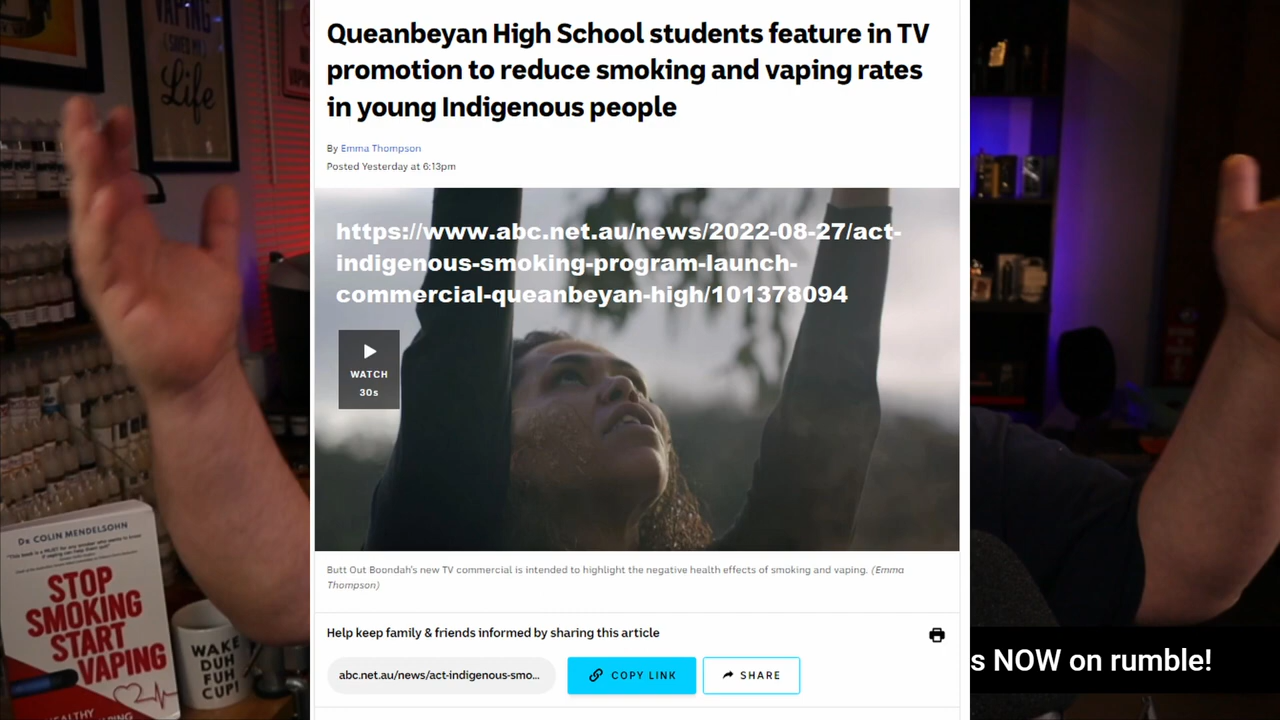 VAPING
(SAVED MY)
Life
Queanbeyan High School students feature in TV
promotion to reduce smoking and vaping rates
in young Indigenous people
By Emma Thompson
Posted Yesterday at 6:13pm
https://www.abc.net.au/news/2022-08-27/act-
indigenous-smoking-program-launch-
commercial-queanbeyan-high/101378094
WATCH
30s
Butt Out Boondah's new TV commercial is intended to highlight the negative health effects of smoking and vaping. (Emma
Thompson)
Help keep family & friends informed by sharing this article
abc.net.au/news/act-indigenous-smo...
COPY LINK
SHARE
Dr COLIN MENDELSOHN
STOP
SMOKING
START
VAPING
WAKE
DUH
FUH
CUP!
s NOW on rumble!